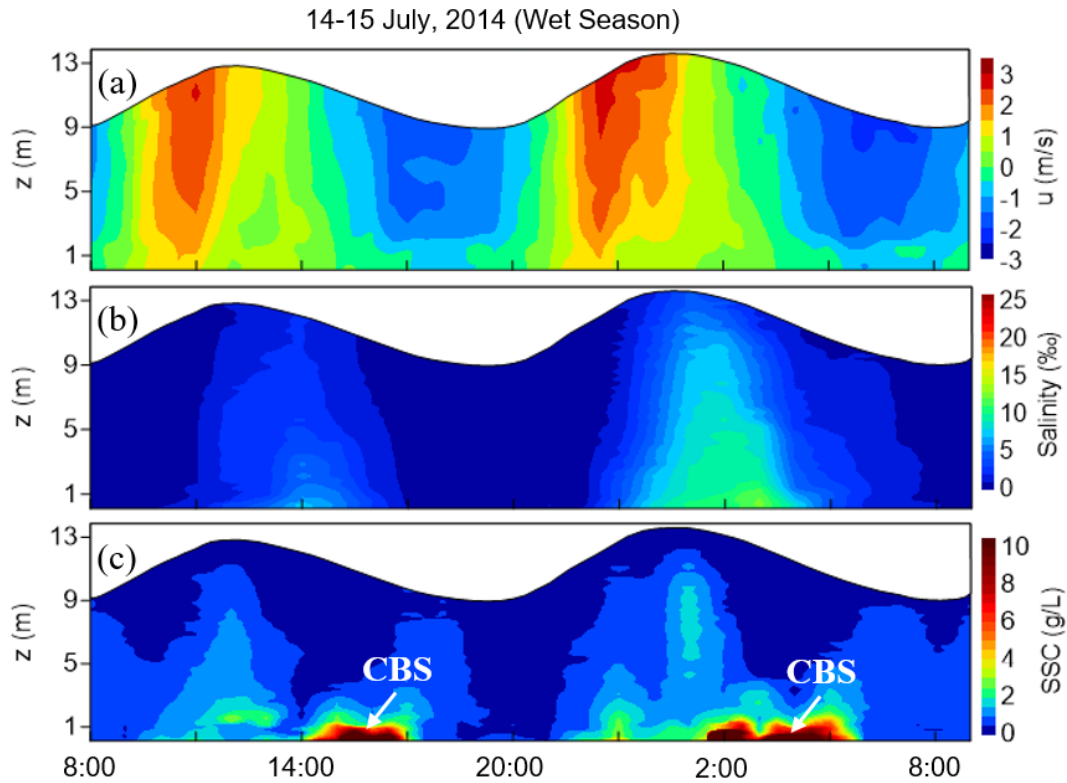 14-15 July, 2014 (Wet Season)
(a)
z (m)
13
9
5
1
3
2
1
0
-1
-2
-3
u (m/s)
(b)
z (m)
13
9
5
1
25
20
15
10
5
0
Salinity (‰)
(c)
z (m)
13
9
5
1
CBS
CBS
10
8
6
4
2
0
SSC (g/L)
8:00 14:00 20:00 2:00 8:00